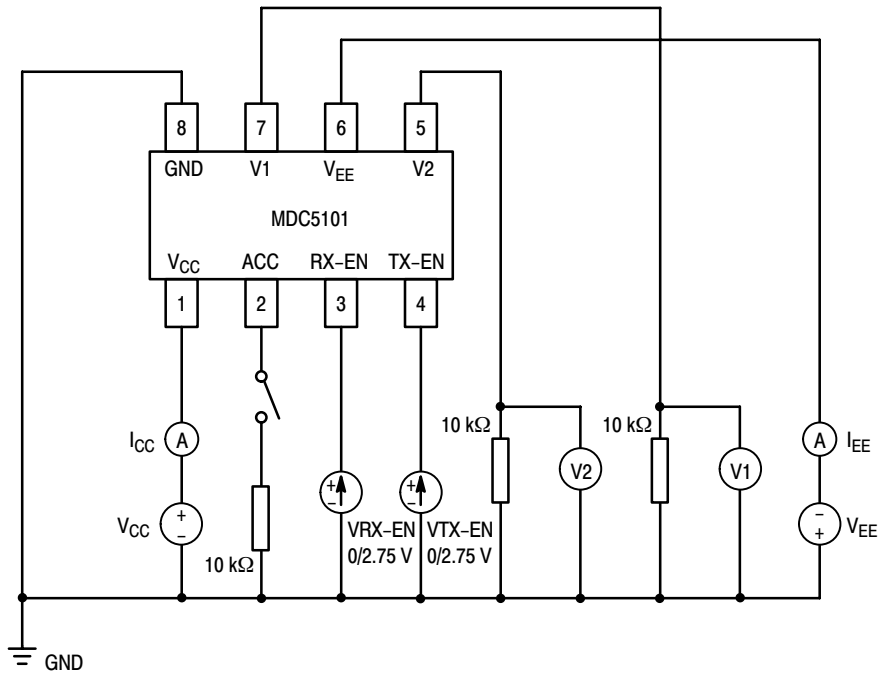 8 7 6 5
GND V1 VEE V2
MDC5101
VCC ACC RX−EN TX−EN
1 2 3 4
10 kΩ 10 kΩ
ICC A A IEE
V2 V1
+ + + −
− − − +
VCC VRX−EN VTX−EN VEE
0/2.75 V 0/2.75 V
10 kΩ
GND